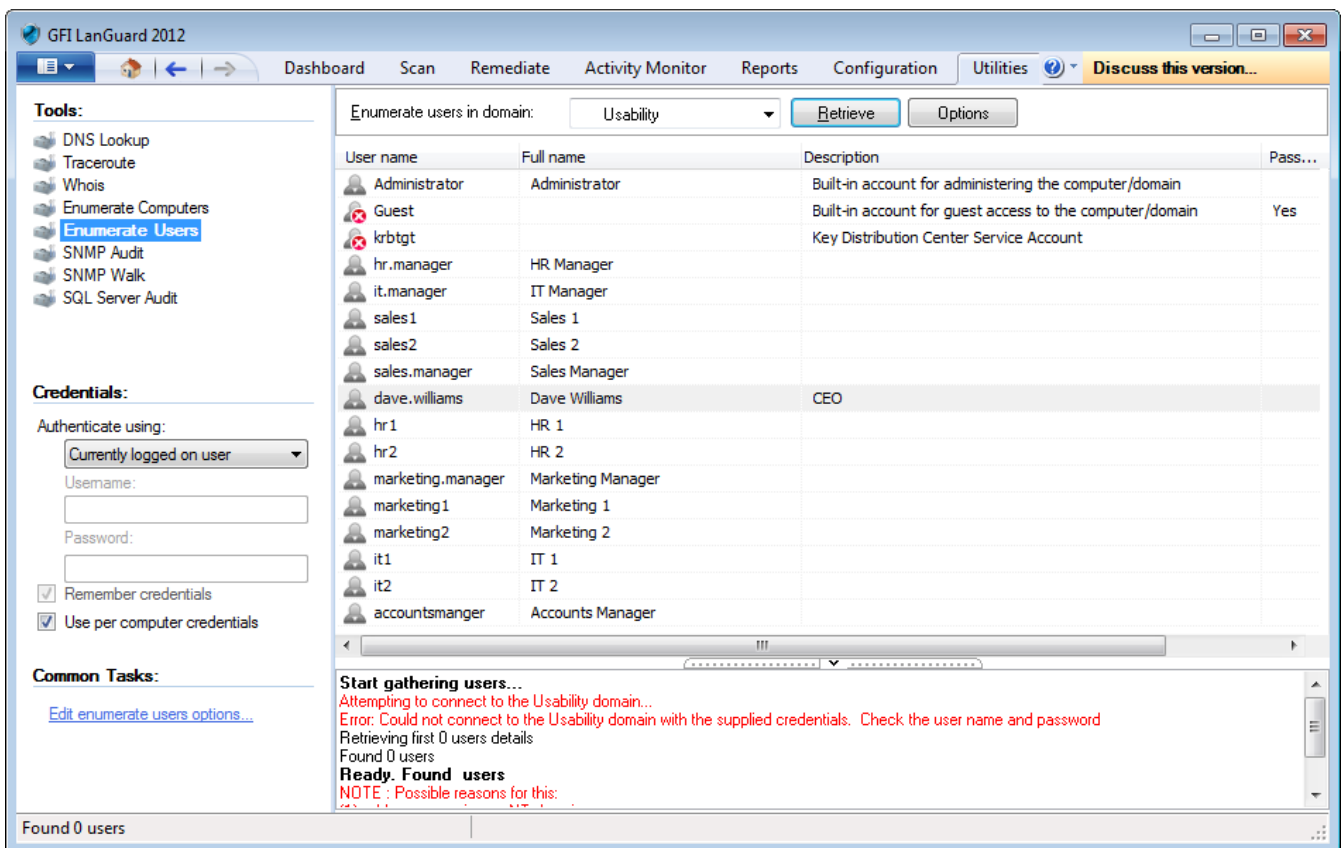 GFI LanGuard 2012
Dashboard Scan Remediate Activity Monitor Reports Configuration Utilities Discuss this version...
Tools:
DNS Lookup
Traceroute
Whois
Enumerate Computers
Enumerate Users
SNMP Audit
SNMP Walk
SQL Server Audit
Credentials:
Authenticate using:
Currently logged on user
Username:
Password:
Remember credentials
Use per computer credentials
Common Tasks:
Edit enumerate users options...
Enumerate users in domain: Usability Retrieve Options
User name Full name Description Pass...
Administrator Administrator Built-in account for administering the computer/domain
Guest Built-in account for guest access to the computer/domain Yes
krbtgt Key Distribution Center Service Account
hr.manager HR Manager
it.manager IT Manager
sales1 Sales 1
sales2 Sales 2
sales.manager Sales Manager
dave.williams Dave Williams CEO
hr1 HR 1
hr2 HR 2
marketing.manager Marketing Manager
marketing1 Marketing 1
marketing2 Marketing 2
it1 IT 1
it2 IT 2
accountsmanger Accounts Manager
Start gathering users...
Attempting to connect to the Usability domain...
Error: Could not connect to the Usability domain with the supplied credentials. Check the user name and password
Retrieving first 0 users details
Found 0 users
Ready. Found users
NOTE : Possible reasons for this:
Found 0 users